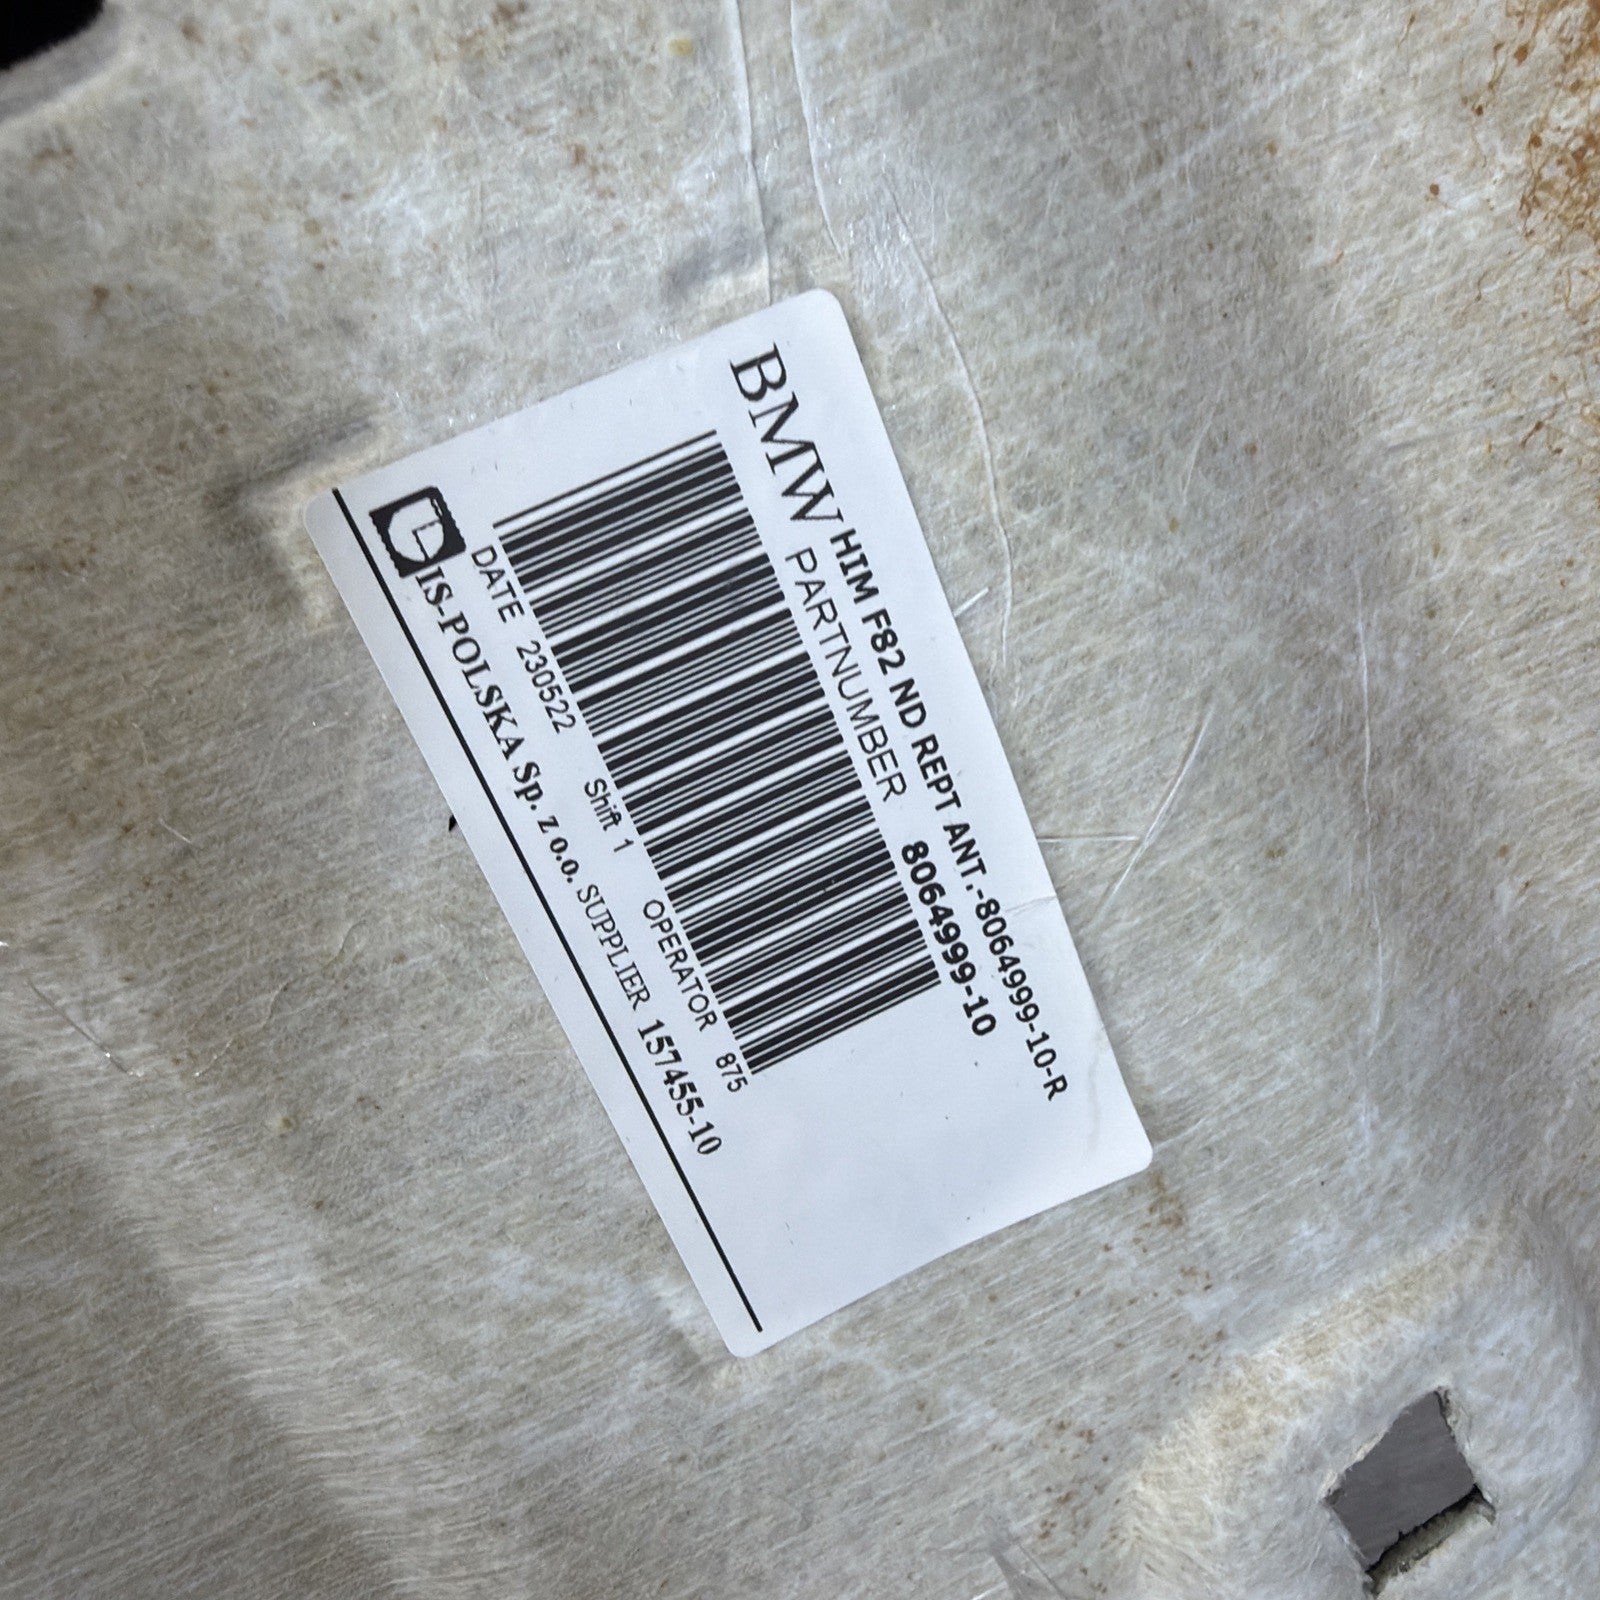 BMW HIM F82 ND REPT ANT.-8064999-10-R
PARTNUMBER 8064999-10
DATE 230522 Shift 1 OPERATOR 875
IS-POLSKA Sp. z o.o. SUPPLIER 157455-10